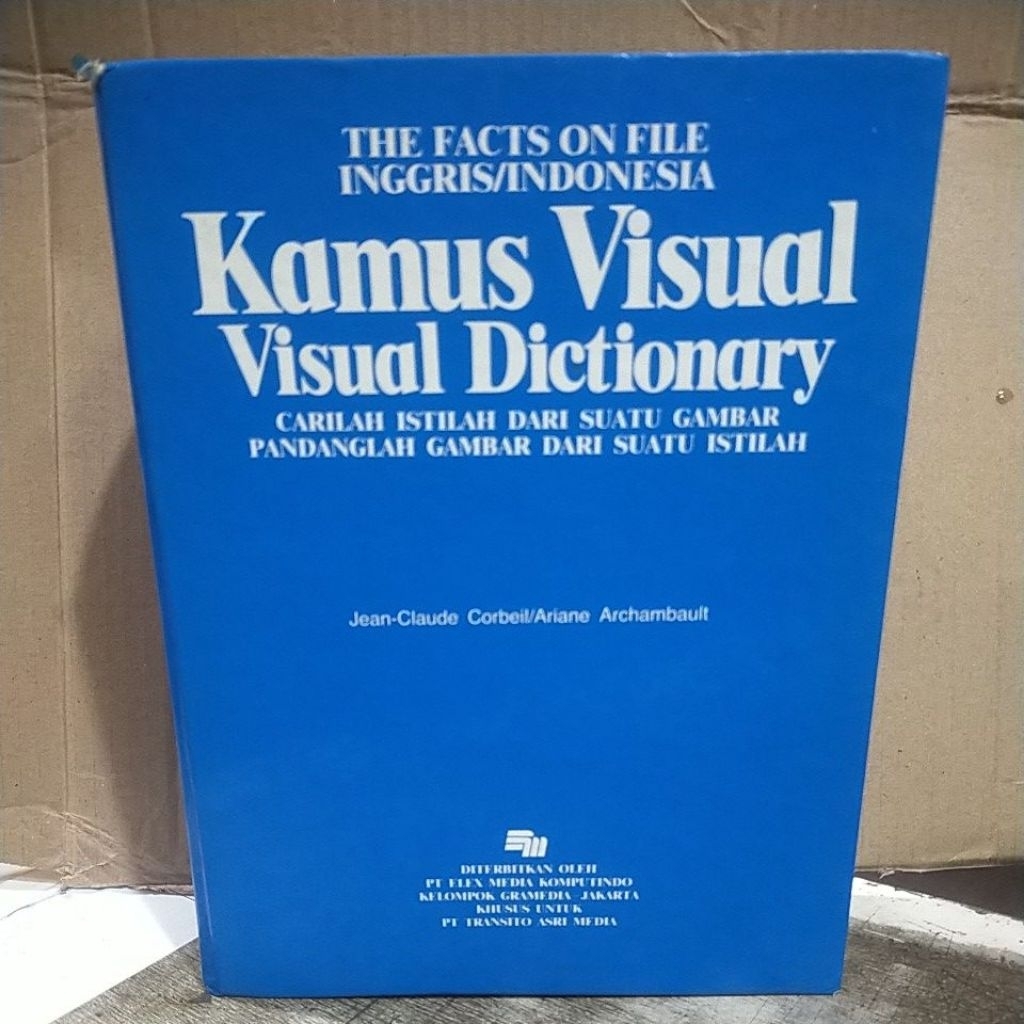 THE FACTS ON FILE
INGGRIS/INDONESIA
Kamus Visual
Visual Dictionary
CARILAH ISTILAH DARI SUATU GAMBAR
PANDANGLAH GAMBAR DARI SUATU ISTILAH
Jean-Claude Corbeil/Ariane Archambault
DITERBITKAN OLEH
PT ELEX MEDIA KOMPUTINDO
KELOMPOK GRAMEDIA-JAKARTA
KHUSUS UNTUK
PT TRANSITO ASRI MEDIA